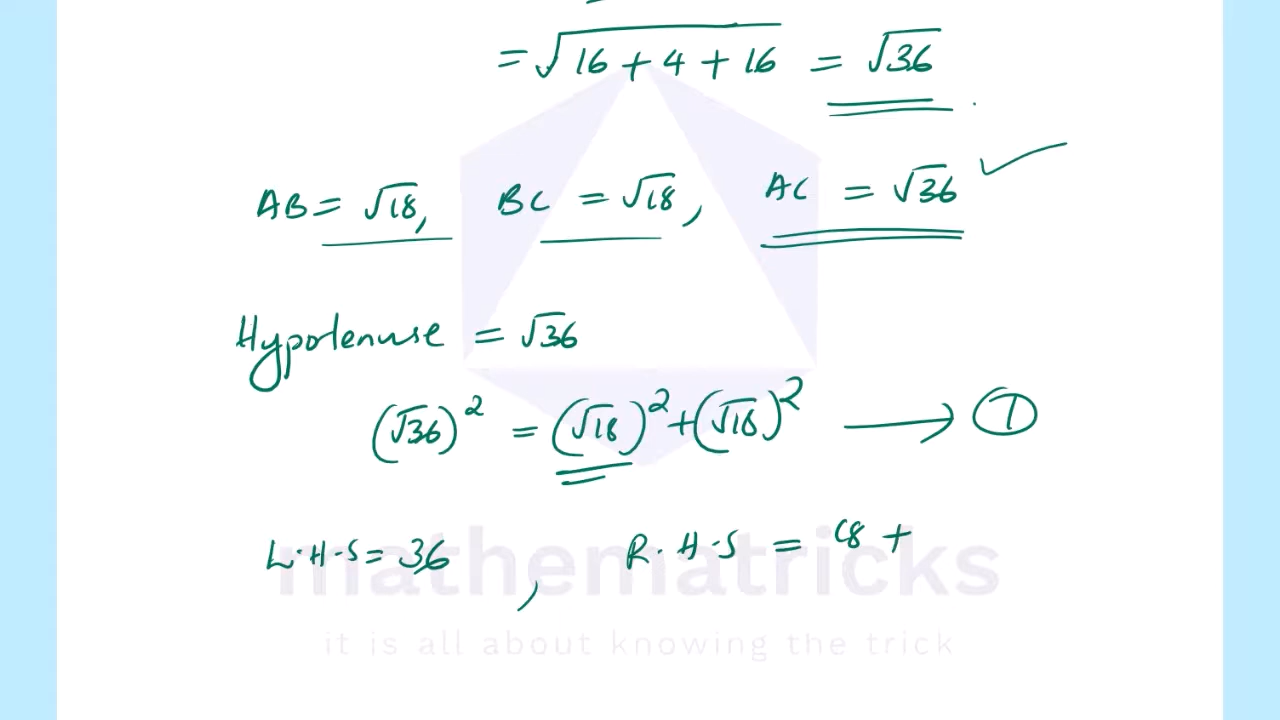 = √16 + 4 + 16 = √36
AB = √18, BC = √18, AC = √36 ✓
Hypotenuse = √36
(√36)² = (√18)² + (√18)² ⟶ ①
L.H.S = 36, R.H.S = 18 +
mathematricks
it is all about knowing the trick